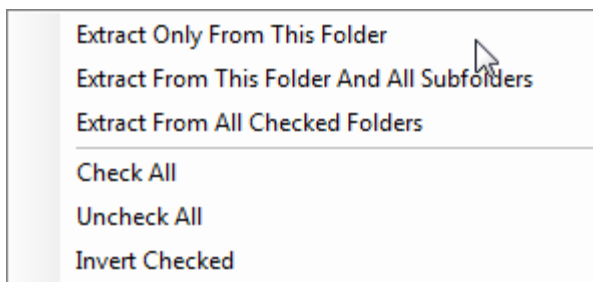 Extract Only From This Folder
Extract From This Folder And All Subfolders
Extract From All Checked Folders
Check All
Uncheck All
Invert Checked